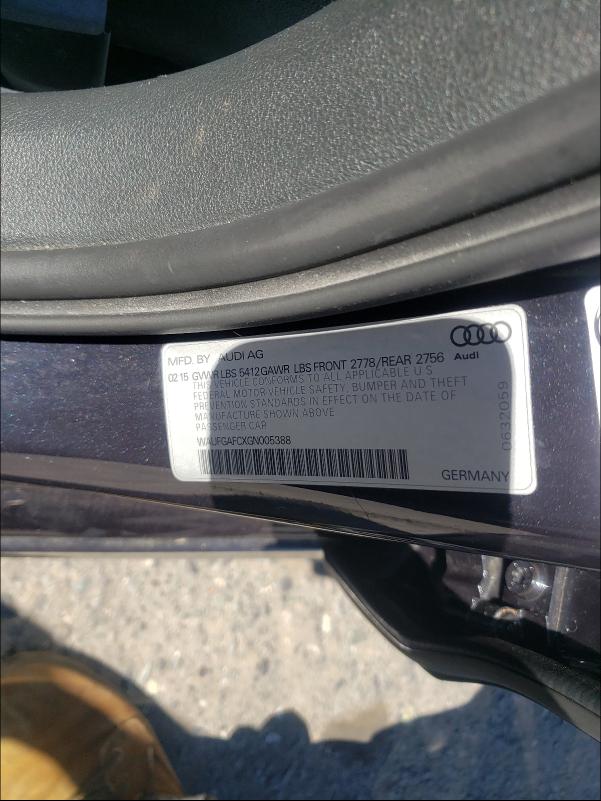 MFD. BY AUDI AG
02 15 GVWR LBS 5412 GAWR LBS FRONT 2778/REAR 2756
Audi
THIS VEHICLE CONFORMS TO ALL APPLICABLE U S
FEDERAL MOTOR VEHICLE SAFETY, BUMPER AND THEFT
PREVENTION STANDARDS IN EFFECT ON THE DATE OF
MANUFACTURE SHOWN ABOVE
PASSENGER CAR
WAUFGAFCXGN005388
0632059
GERMANY